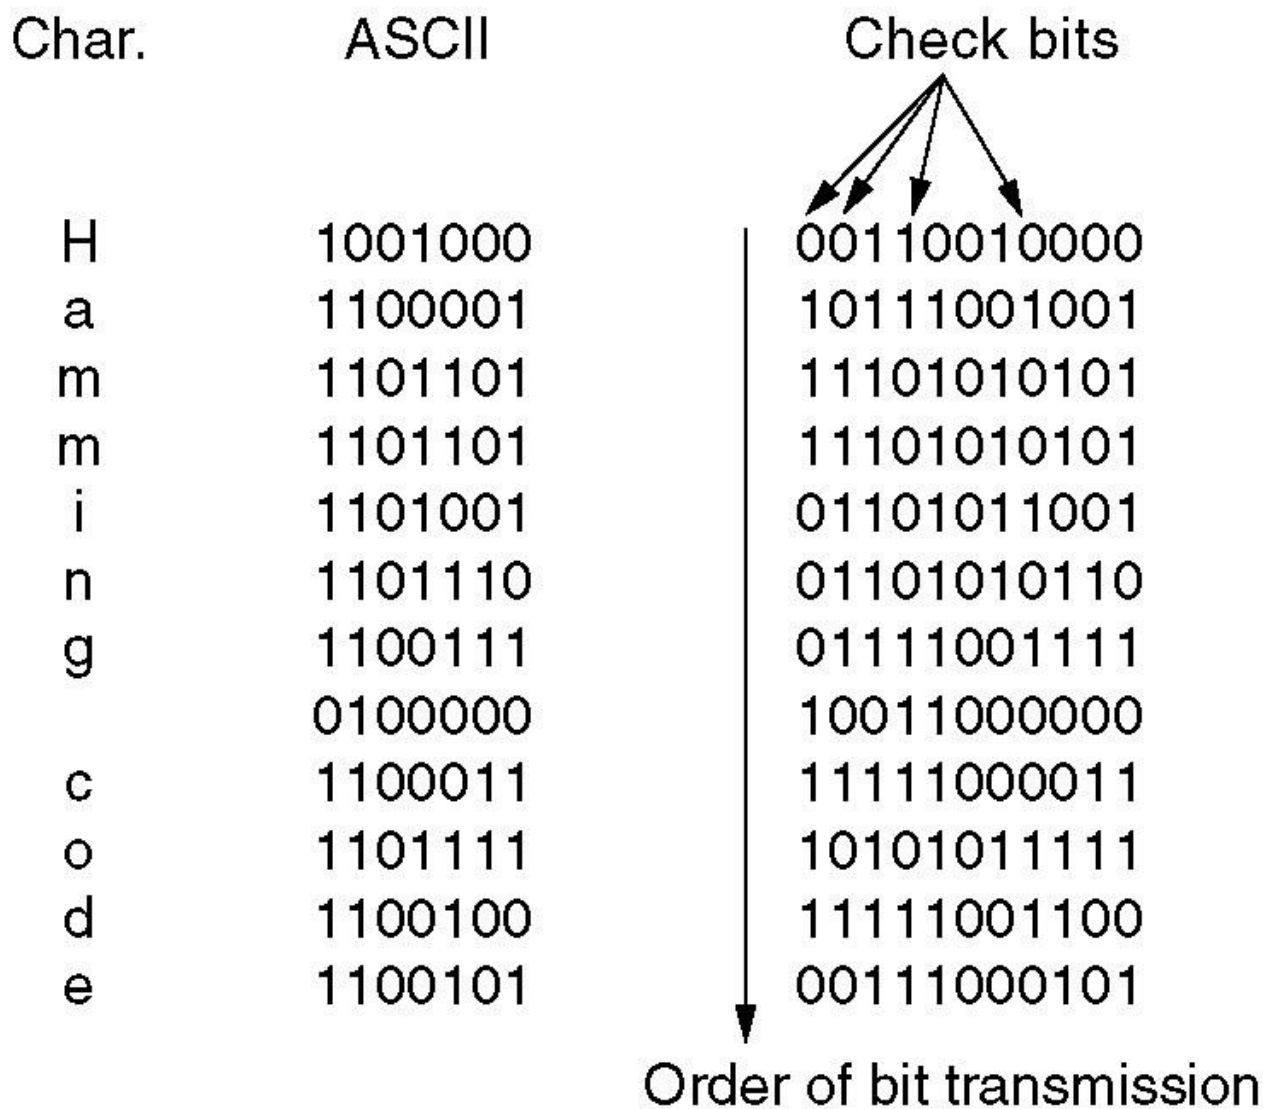 Char. ASCII Check bits
H 1001000 00110010000
a 1100001 10111001001
m 1101101 11101010101
m 1101101 11101010101
i 1101001 01101011001
n 1101110 01101010110
g 1100111 01111001111
0100000 10011000000
c 1100011 11111000011
o 1101111 10101011111
d 1100100 11111001100
e 1100101 00111000101
Order of bit transmission